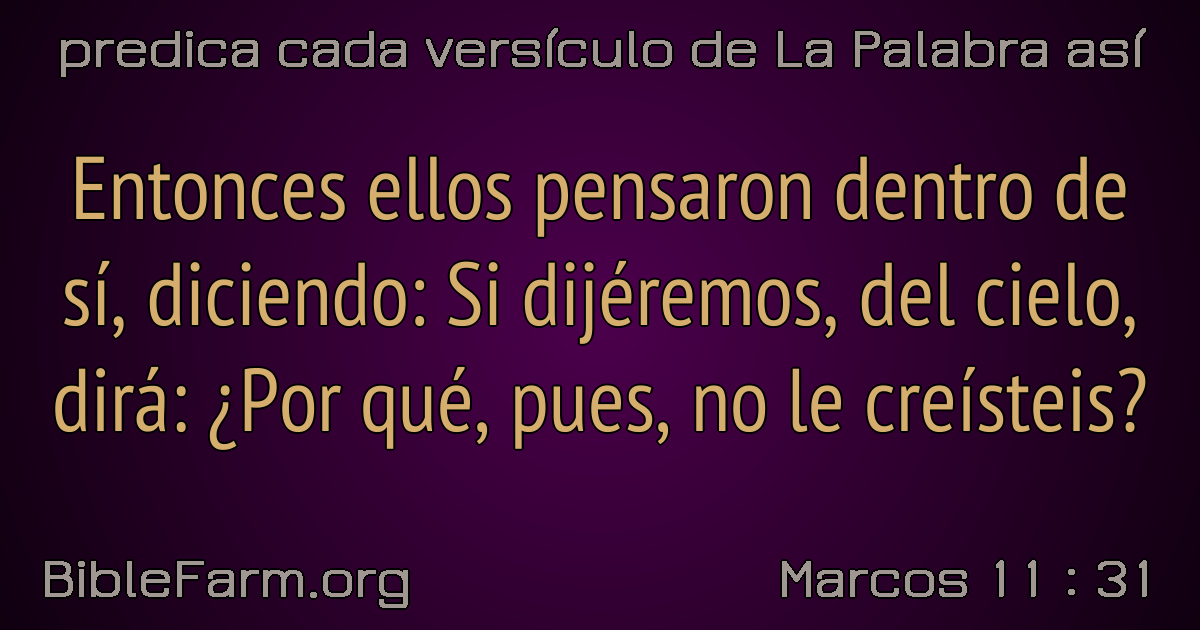 predica cada versículo de La Palabra así
Entonces ellos pensaron dentro de
sí, diciendo: Si dijéremos, del cielo,
dirá: ¿Por qué, pues, no le creísteis?
BibleFarm.org
Marcos 11 : 31